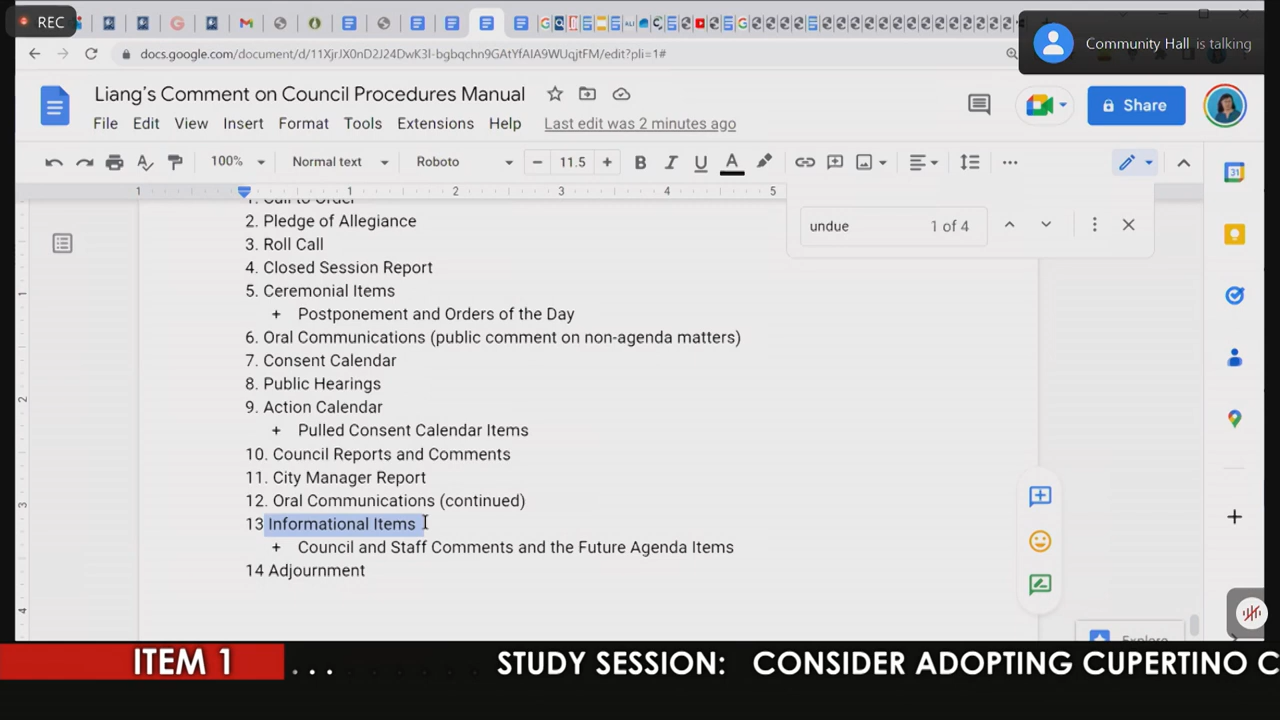 REC
Community Hall is talking
docs.google.com/document/d/11XjrJX0nD2J24DwK3l-bgbqchn9GAtYfAIA9WUqjtFM/edit?pli=1#
Liang's Comment on Council Procedures Manual
Share
File Edit View Insert Format Tools Extensions Help Last edit was 2 minutes ago
100% Normal text Roboto 11.5
undue 1 of 4
1. Call to Order
2. Pledge of Allegiance
3. Roll Call
4. Closed Session Report
5. Ceremonial Items
+ Postponement and Orders of the Day
6. Oral Communications (public comment on non-agenda matters)
7. Consent Calendar
8. Public Hearings
9. Action Calendar
+ Pulled Consent Calendar Items
10. Council Reports and Comments
11. City Manager Report
12. Oral Communications (continued)
13 Informational Items
+ Council and Staff Comments and the Future Agenda Items
14 Adjournment
Explore
ITEM 1 ... STUDY SESSION: CONSIDER ADOPTING CUPERTINO C